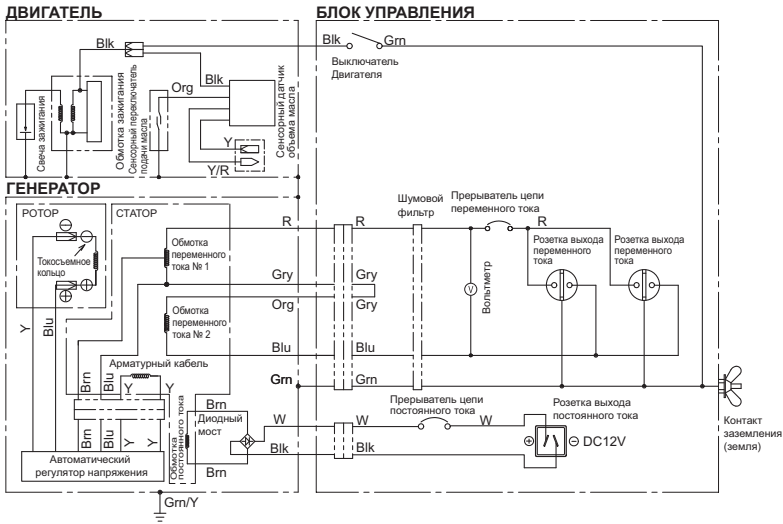 ДВИГАТЕЛЬ
БЛОК УПРАВЛЕНИЯ
Blk
Blk
Grn
Выключатель
Двигателя
Blk
Org
Свеча зажигания
Обмотка зажигания
Сенсорный переключатель
подачи масла
Сенсорный датчик
объема масла
Y
Y/R
ГЕНЕРАТОР
РОТОР
СТАТОР
Токосъемное
кольцо
Обмотка
переменного
тока № 1
R
R
Шумовой
фильтр
Прерыватель цепи
переменного тока
R
Розетка выхода
переменного
тока
Розетка выхода
переменного
тока
Gry
Gry
V
Вольтметр
Org
Gry
Обмотка
переменного
тока № 2
Y
Blu
Blu
Blu
Арматурный кабель
Brn
Blu
Y
Y
Grn
Grn
Brn
Обмотка
постоянного тока
Диодный
мост
W
W
Прерыватель цепи
постоянного тока
W
Розетка выхода
постоянного тока
Контакт
заземления
(земля)
Brn
Blu
Y
Y
Blk
Blk
DC12V
Brn
Автоматический
регулятор напряжения
Grn/Y